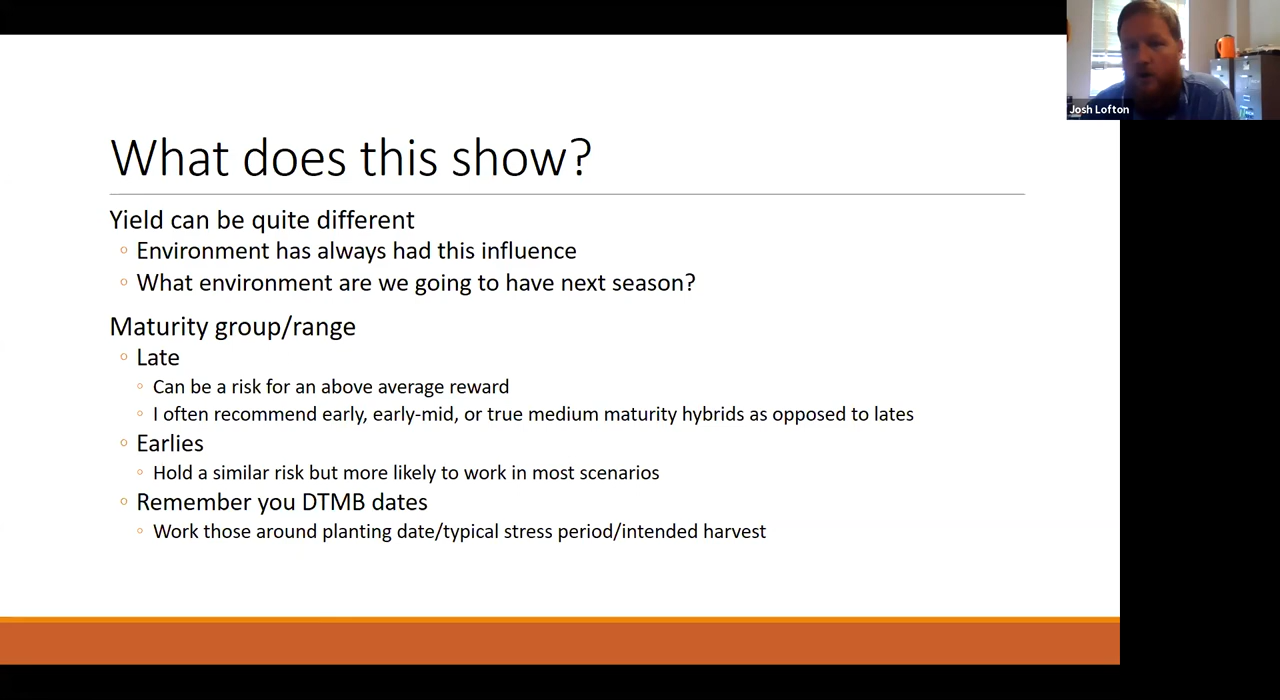 Josh Lofton
What does this show?
Yield can be quite different
Environment has always had this influence
What environment are we going to have next season?
Maturity group/range
Late
Can be a risk for an above average reward
I often recommend early, early-mid, or true medium maturity hybrids as opposed to lates
Earlies
Hold a similar risk but more likely to work in most scenarios
Remember you DTMB dates
Work those around planting date/typical stress period/intended harvest